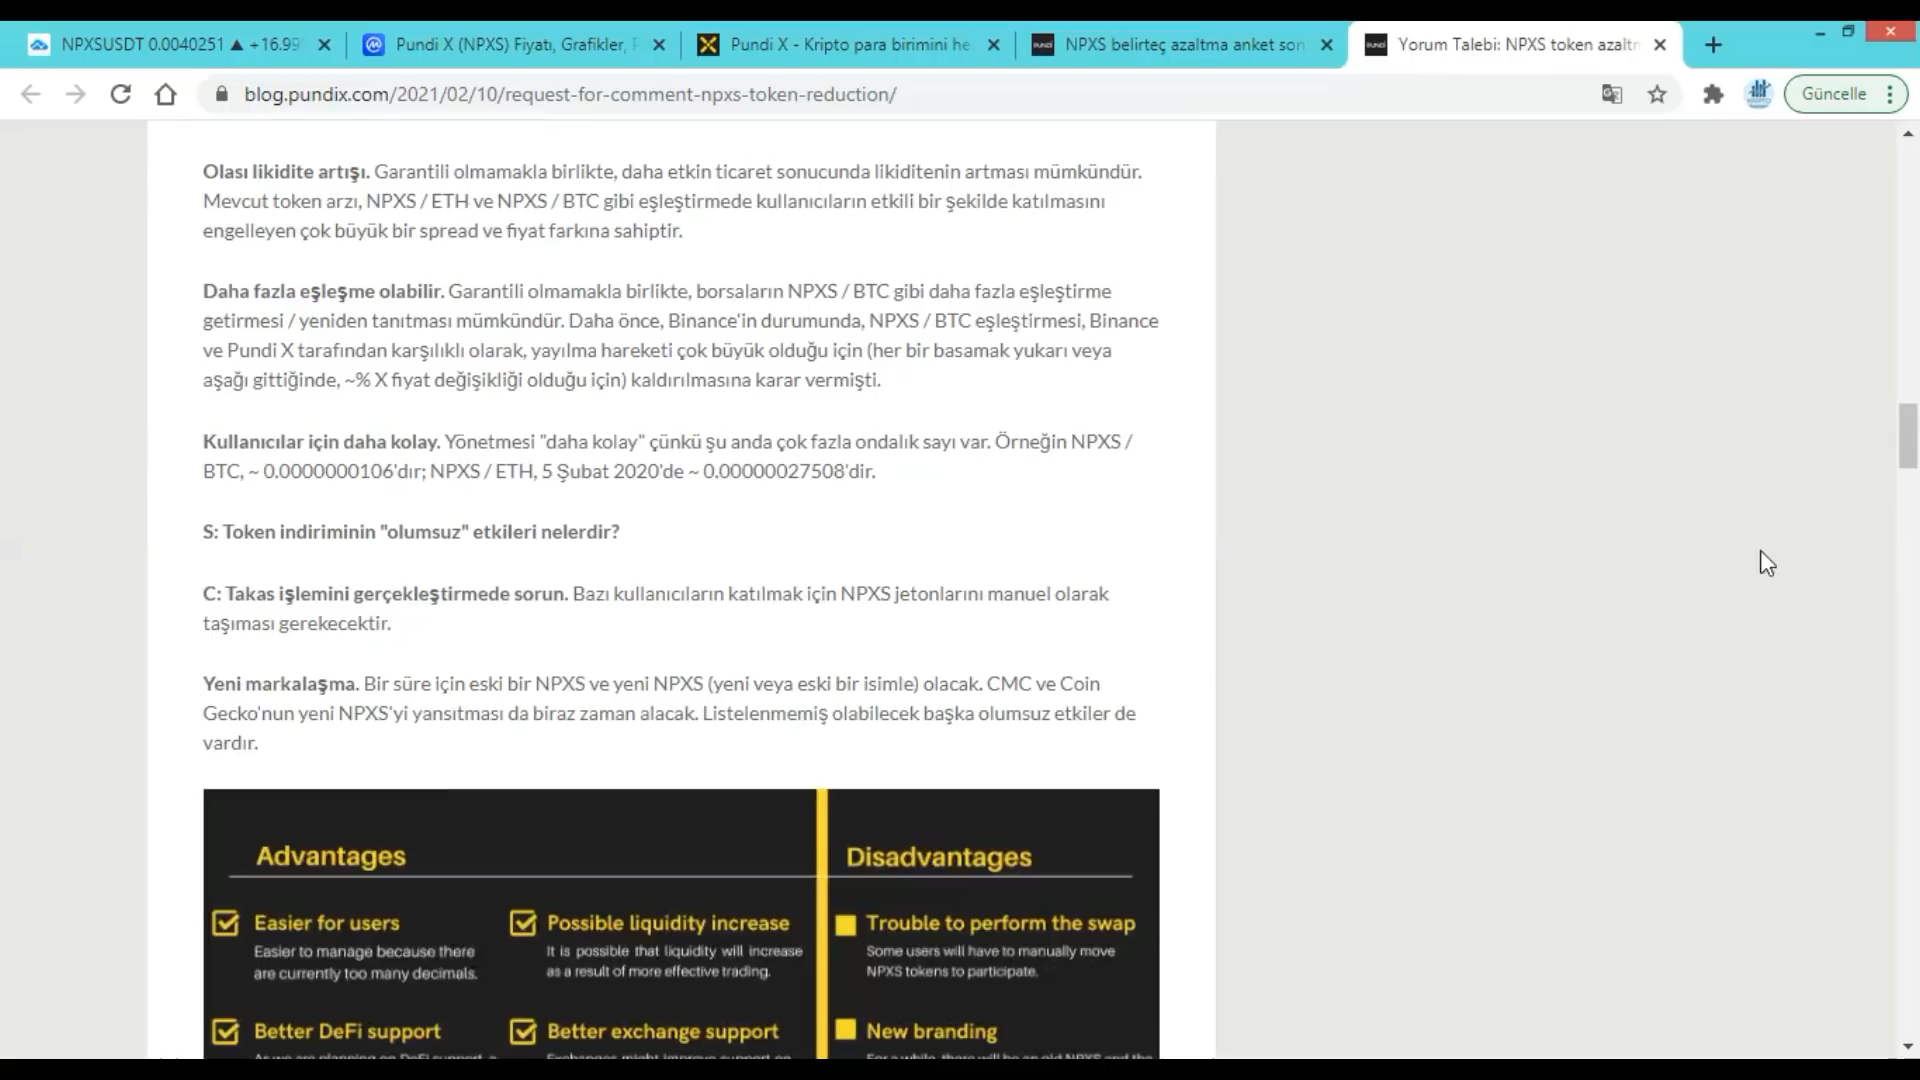 NPXSUSDT 0.0040251 ▲ +16.99
Pundi X (NPXS) Fiyatı, Grafikler,
Pundi X - Kripto para birimini he
NPXS belirteç azaltma anket son
Yorum Talebi: NPXS token azaltm
blog.pundix.com/2021/02/10/request-for-comment-npxs-token-reduction/
Güncelle
Olası likidite artışı. Garantili olmamakla birlikte, daha etkin ticaret sonucunda likiditenin artması mümkündür.
Mevcut token arzı, NPXS / ETH ve NPXS / BTC gibi eşleştirmede kullanıcıların etkili bir şekilde katılmasını
engelleyen çok büyük bir spread ve fiyat farkına sahiptir.
Daha fazla eşleşme olabilir. Garantili olmamakla birlikte, borsaların NPXS / BTC gibi daha fazla eşleştirme
getirmesi / yeniden tanıtması mümkündür. Daha önce, Binance'in durumunda, NPXS / BTC eşleştirmesi, Binance
ve Pundi X tarafından karşılıklı olarak, yayılma hareketi çok büyük olduğu için (her bir basamak yukarı veya
aşağı gittiğinde, ~% X fiyat değişikliği olduğu için) kaldırılmasına karar vermişti.
Kullanıcılar için daha kolay. Yönetmesi "daha kolay" çünkü şu anda çok fazla ondalık sayı var. Örneğin NPXS /
BTC, ~ 0.0000000106'dır; NPXS / ETH, 5 Şubat 2020'de ~ 0.00000027508'dir.
S: Token indiriminin "olumsuz" etkileri nelerdir?
C: Takas işlemini gerçekleştirmede sorun. Bazı kullanıcıların katılmak için NPXS jetonlarını manuel olarak
taşıması gerekecektir.
Yeni markalaşma. Bir süre için eski bir NPXS ve yeni NPXS (yeni veya eski bir isimle) olacak. CMC ve Coin
Gecko'nun yeni NPXS'yi yansıtması da biraz zaman alacak. Listelenmemiş olabilecek başka olumsuz etkiler de
vardır.
Advantages
Disadvantages
Easier for users
Easier to manage because there
are currently too many decimals.
Possible liquidity increase
It is possible that liquidity will increase
as a result of more effective trading.
Trouble to perform the swap
Some users will have to manually move
NPXS tokens to participate.
Better DeFi support
Better exchange support
New branding